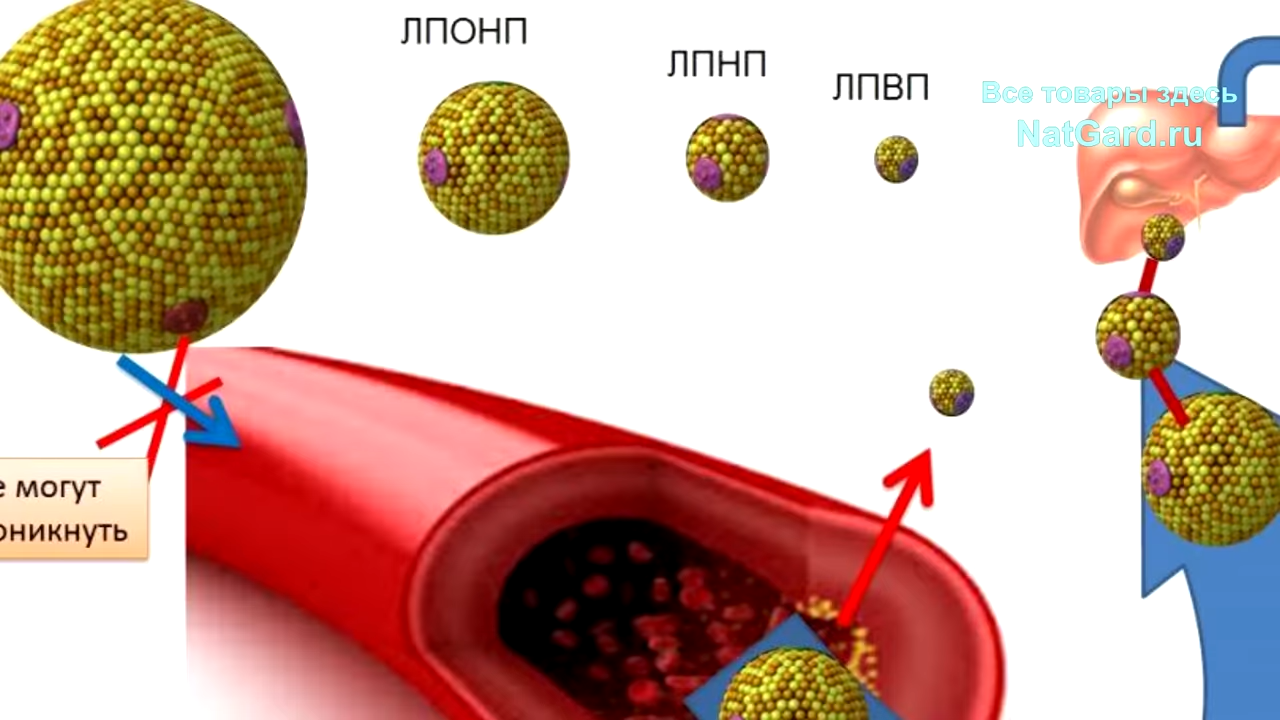 ЛПОНП
ЛПНП
ЛПВП
Все товары здесь
NatGard.ru
е могут
оникнуть